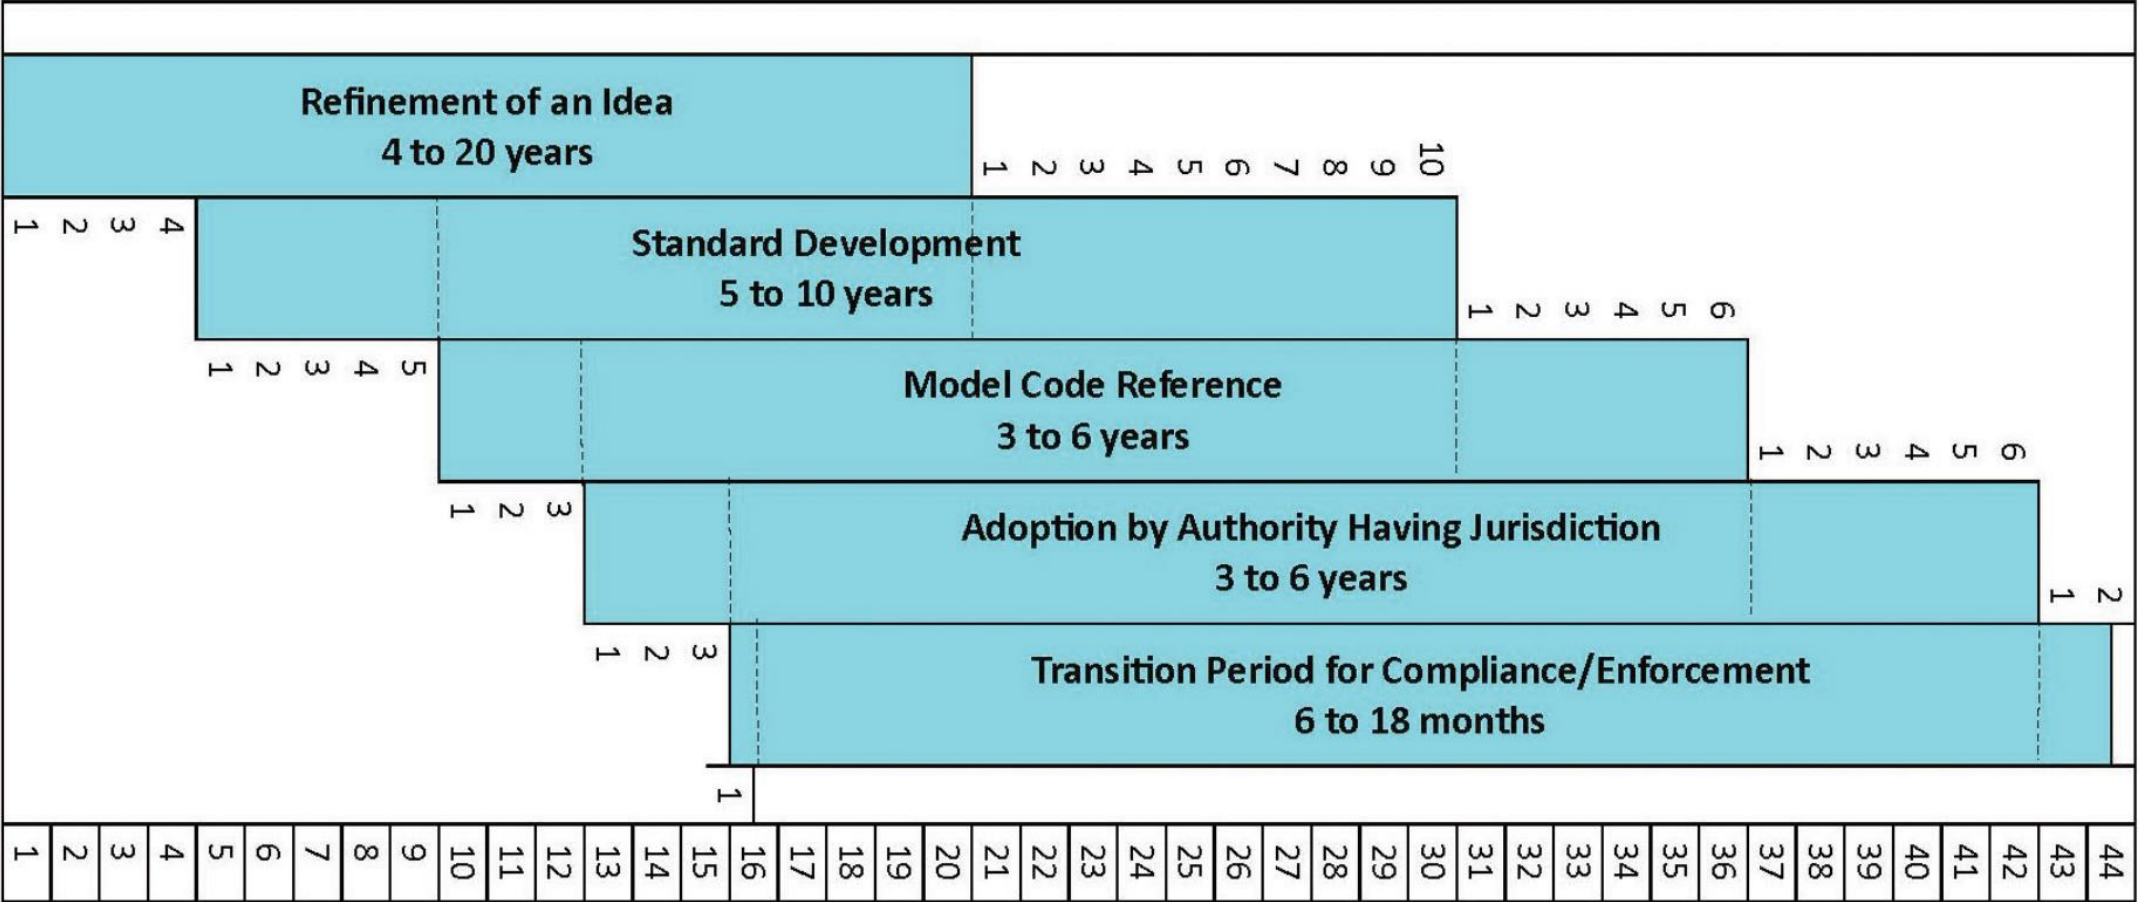 Refinement of an Idea
4 to 20 years
1 2 3 4 5 6 7 8 9 10
1 2 3 4
Standard Development
5 to 10 years
1 2 3 4 5 6
1 2 3 4 5
Model Code Reference
3 to 6 years
1 2 3 4 5 6
1 2 3
Adoption by Authority Having Jurisdiction
3 to 6 years
1 2
1 2 3
Transition Period for Compliance/Enforcement
6 to 18 months
1
1 2 3 4 5 6 7 8 9 10 11 12 13 14 15 16 17 18 19 20 21 22 23 24 25 26 27 28 29 30 31 32 33 34 35 36 37 38 39 40 41 42 43 44